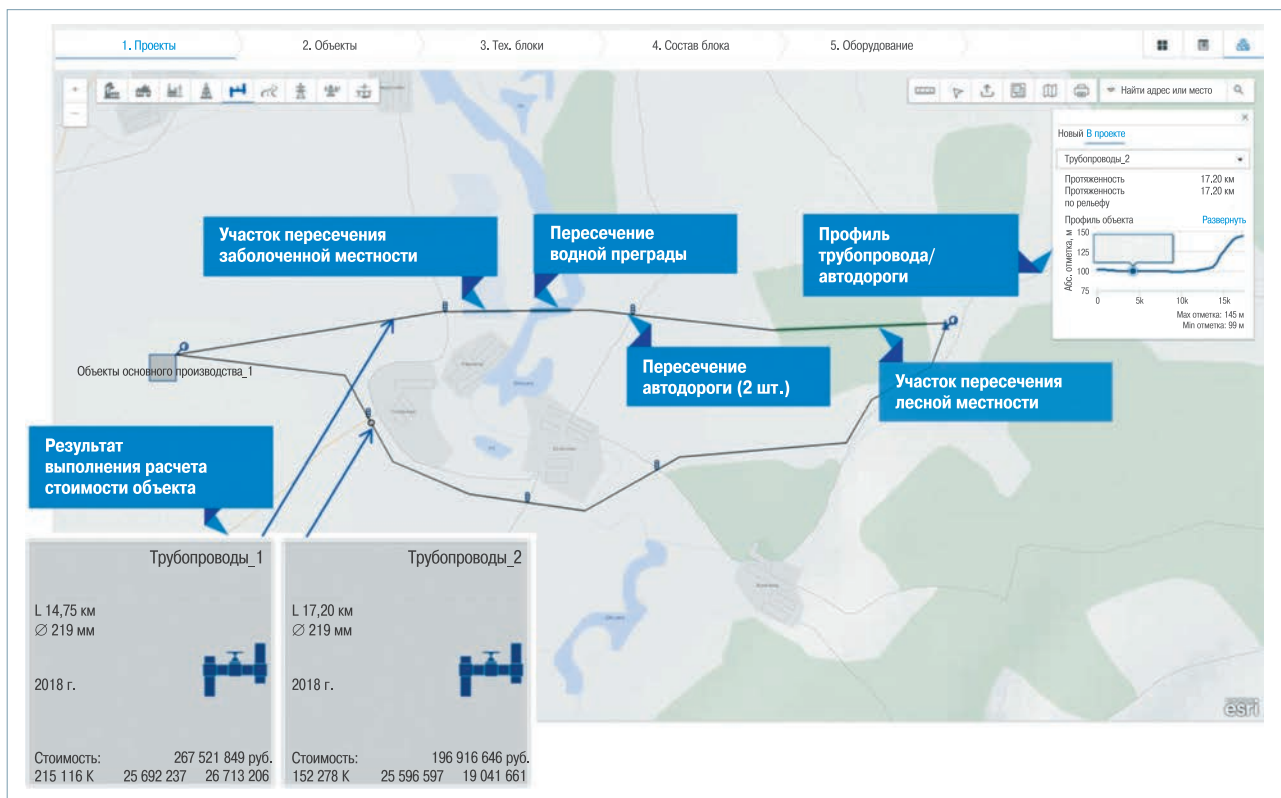 1. Проекты
2. Объекты
3. Тех. блоки
4. Состав блока
5. Оборудование
+
−
Найти адрес или место
Новый В проекте
Трубопроводы_2
Протяженность 17,20 км
Протяженность 17,20 км
по рельефу
Профиль объекта Развернуть
Абс. отметка, м
150
125
100
75
0 5k 10k 15k
Max отметка: 145 м
Min отметка: 99 м
Участок пересечения
заболоченной местности
Пересечение
водной преграды
Профиль
трубопровода/
автодороги
Объекты основного производства_1
Пересечение
автодороги (2 шт.)
Участок пересечения
лесной местности
Результат
выполнения расчета
стоимости объекта
Трубопроводы_1
L 14,75 км
∅ 219 мм
2018 г.
Стоимость: 267 521 849 руб.
215 116 K 25 692 237 26 713 206
Трубопроводы_2
L 17,20 км
∅ 219 мм
2018 г.
Стоимость: 196 916 646 руб.
152 278 K 25 596 597 19 041 661
esri